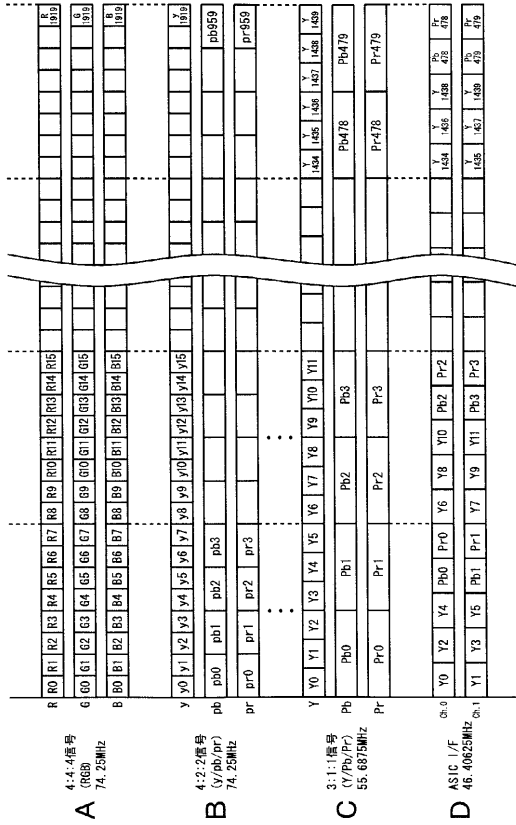 A
4:4:4信号
(RGB)
74.25MHz
R R0 R1 R2 R3 R4 R5 R6 R7 R8 R9 R10 R11 R12 R13 R14 R15 R 1919
G G0 G1 G2 G3 G4 G5 G6 G7 G8 G9 G10 G11 G12 G13 G14 G15 G 1919
B B0 B1 B2 B3 B4 B5 B6 B7 B8 B9 B10 B11 B12 B13 B14 B15 B 1919
B
4:2:2信号
(y/pb/pr)
74.25MHz
y y0 y1 y2 y3 y4 y5 y6 y7 y8 y9 y10 y11 y12 y13 y14 y15 y 1919
pb pb0 pb1 pb2 pb3 pb959
pr pr0 pr1 pr2 pr3 pr959
C
3:1:1信号
(Y/Pb/Pr)
55.6875MHz
Y Y0 Y1 Y2 Y3 Y4 Y5 Y6 Y7 Y8 Y9 Y10 Y11 Y 1434 Y 1435 Y 1436 Y 1437 Y 1438 Y 1439
Pb Pb0 Pb1 Pb2 Pb3 Pb478 Pb479
Pr Pr0 Pr1 Pr2 Pr3 Pr478 Pr479
D
ASIC I/F
46.40625MHz
Ch.0 Y0 Y2 Y4 Pb0 Pr0 Y6 Y8 Y10 Pb2 Pr2 Y 1434 Y 1436 Y 1438 Pb 478 Pr 478
Ch.1 Y1 Y3 Y5 Pb1 Pr1 Y7 Y9 Y11 Pb3 Pr3 Y 1435 Y 1437 Y 1439 Pb 479 Pr 479